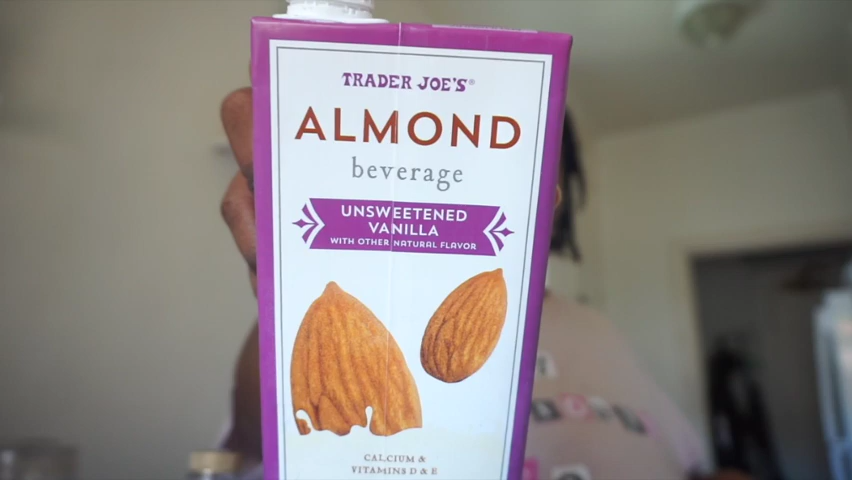 TRADER JOE'S®
ALMOND
beverage
UNSWEETENED
VANILLA
WITH OTHER NATURAL FLAVOR
CALCIUM &
VITAMINS D & E